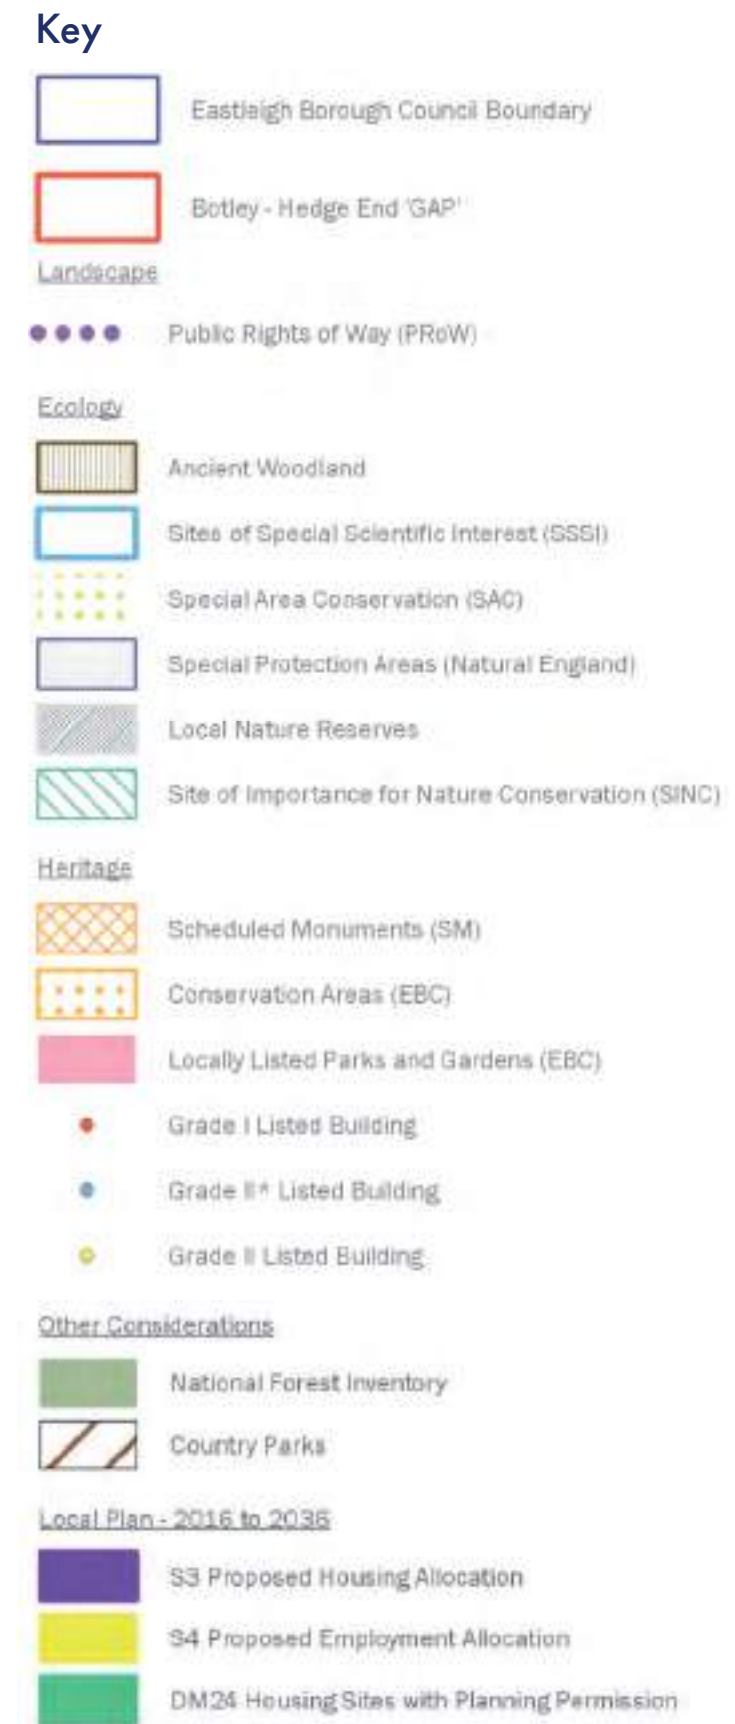 Key
Eastleigh Borough Council Boundary
Botley - Hedge End 'GAP'
Landscape
Public Rights of Way (PRoW)
Ecology
Ancient Woodland
Sites of Special Scientific Interest (SSSI)
Special Area Conservation (SAC)
Special Protection Areas (Natural England)
Local Nature Reserves
Site of Importance for Nature Conservation (SINC)
Heritage
Scheduled Monuments (SM)
Conservation Areas (EBC)
Locally Listed Parks and Gardens (EBC)
Grade I Listed Building
Grade II* Listed Building
Grade II Listed Building
Other Considerations
National Forest Inventory
Country Parks
Local Plan - 2016 to 2036
S3 Proposed Housing Allocation
S4 Proposed Employment Allocation
DM24 Housing Sites with Planning Permission